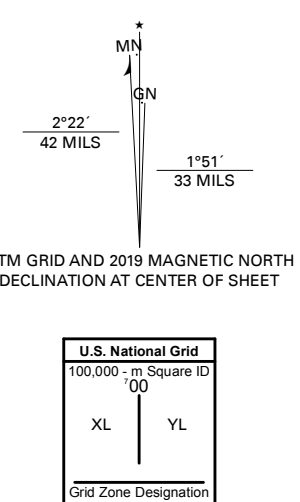 ★
MN
GN
2°22´
42 MILS
1°51´
33 MILS
TM GRID AND 2019 MAGNETIC NORTH
DECLINATION AT CENTER OF SHEET
U.S. National Grid
100,000 - m Square ID
⁷00
XL YL
Grid Zone Designation